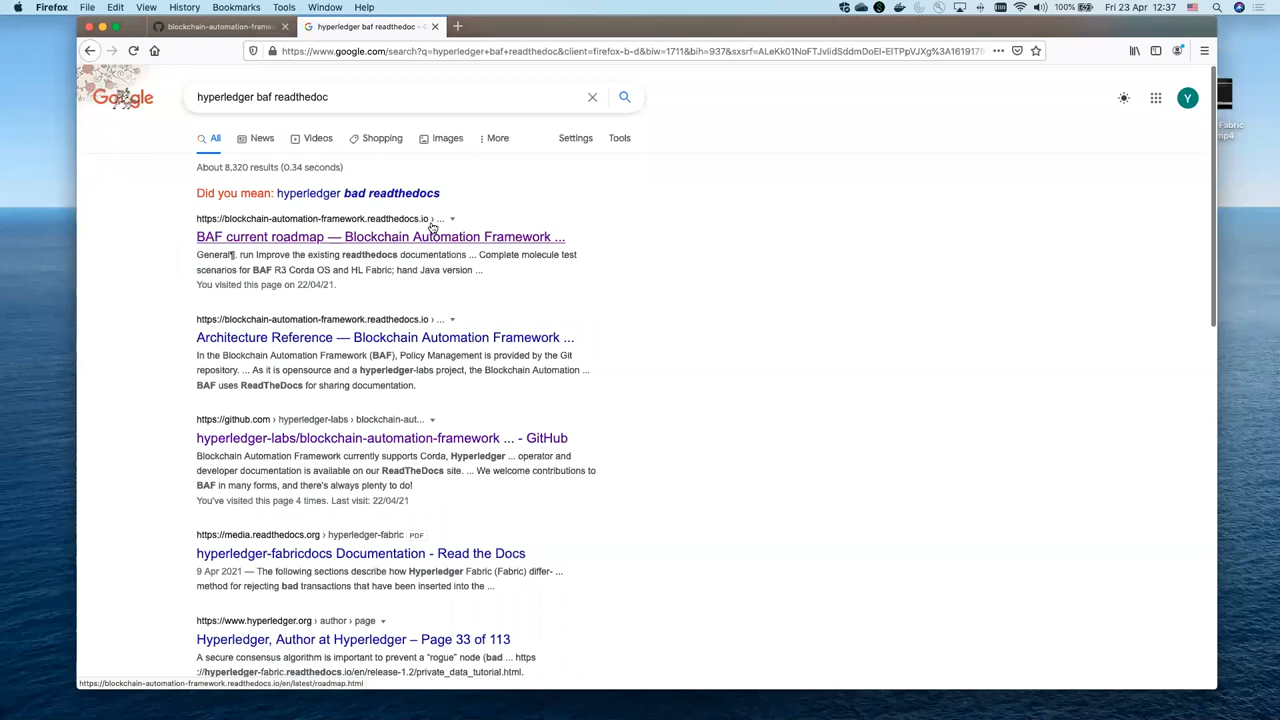 Firefox File Edit View History Bookmarks Tools Window Help 100% Fri 23 Apr 12:37
blockchain-automation-frame
hyperledger baf readthedoc - G
https://www.google.com/search?q=hyperledger+baf+readthedoc&client=firefox-b-d&biw=1711&bih=937&sxsrf=
Google
hyperledger baf readthedoc
Y
All News Videos Shopping Images More Settings Tools
About 8,320 results (0.34 seconds)
Did you mean: hyperledger bad readthedocs
https://blockchain-automation-framework.readthedocs.io › ...
BAF current roadmap — Blockchain Automation Framework ...
General¶. run Improve the existing readthedocs documentations ... Complete molecule test
scenarios for BAF R3 Corda OS and HL Fabric; hand Java version ...
You visited this page on 22/04/21.
https://blockchain-automation-framework.readthedocs.io › ...
Architecture Reference — Blockchain Automation Framework ...
In the Blockchain Automation Framework (BAF), Policy Management is provided by the Git
repository. ... As it is opensource and a hyperledger-labs project, the Blockchain Automation ...
BAF uses ReadTheDocs for sharing documentation.
https://github.com › hyperledger-labs › blockchain-aut...
hyperledger-labs/blockchain-automation-framework ... - GitHub
Blockchain Automation Framework currently supports Corda, Hyperledger ... operator and
developer documentation is available on our ReadTheDocs site. ... We welcome contributions to
BAF in many forms, and there's always plenty to do!
You've visited this page 4 times. Last visit: 22/04/21
https://media.readthedocs.org › hyperledger-fabric PDF
hyperledger-fabricdocs Documentation - Read the Docs
9 Apr 2021 — The following sections describe how Hyperledger Fabric (Fabric) differ- ...
method for rejecting bad transactions that have been inserted into the ...
https://www.hyperledger.org › author › page
Hyperledger, Author at Hyperledger – Page 33 of 113
A secure consensus algorithm is important to prevent a “rogue” node (bad ... https
://hyperledger-fabric.readthedocs.io/en/release-1.2/private_data_tutorial.html.
https://blockchain-automation-framework.readthedocs.io/en/latest/roadmap.html
Fabric
mp4